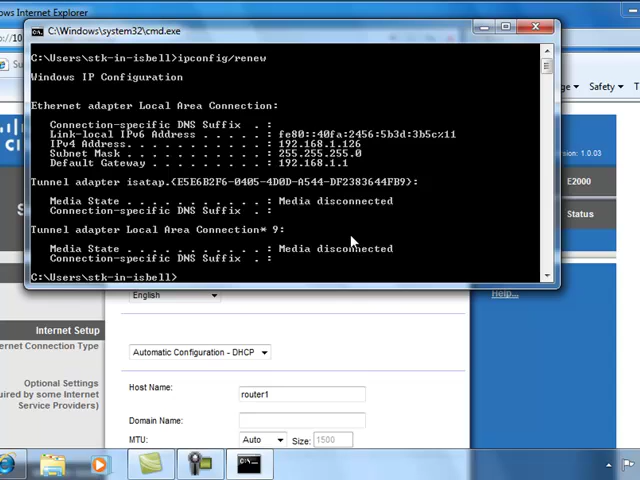 ows Internet Explorer
C:\Windows\system32\cmd.exe
C:\Users\stk-in-isbell>ipconfig/renew
Windows IP Configuration
Ethernet adapter Local Area Connection:
Connection-specific DNS Suffix . :
Link-local IPv6 Address . . . . . : fe80::40fa:2456:5b3d:3b5c%11
IPv4 Address. . . . . . . . . . . : 192.168.1.126
Subnet Mask . . . . . . . . . . . : 255.255.255.0
Default Gateway . . . . . . . . . : 192.168.1.1
Tunnel adapter isatap.{E5E6B2F6-0405-4D0D-A544-DF2383644FB9}:
Media State . . . . . . . . . . . : Media disconnected
Connection-specific DNS Suffix . :
Tunnel adapter Local Area Connection* 9:
Media State . . . . . . . . . . . : Media disconnected
Connection-specific DNS Suffix . :
C:\Users\stk-in-isbell>
Safety
CI
: 1.0.03
E2000
Status
English
Help...
Internet Setup
ernet Connection Type
Automatic Configuration - DHCP
Optional Settings
uired by some Internet
Service Providers)
Host Name:
router1
Domain Name:
MTU:
Auto
Size:
1500